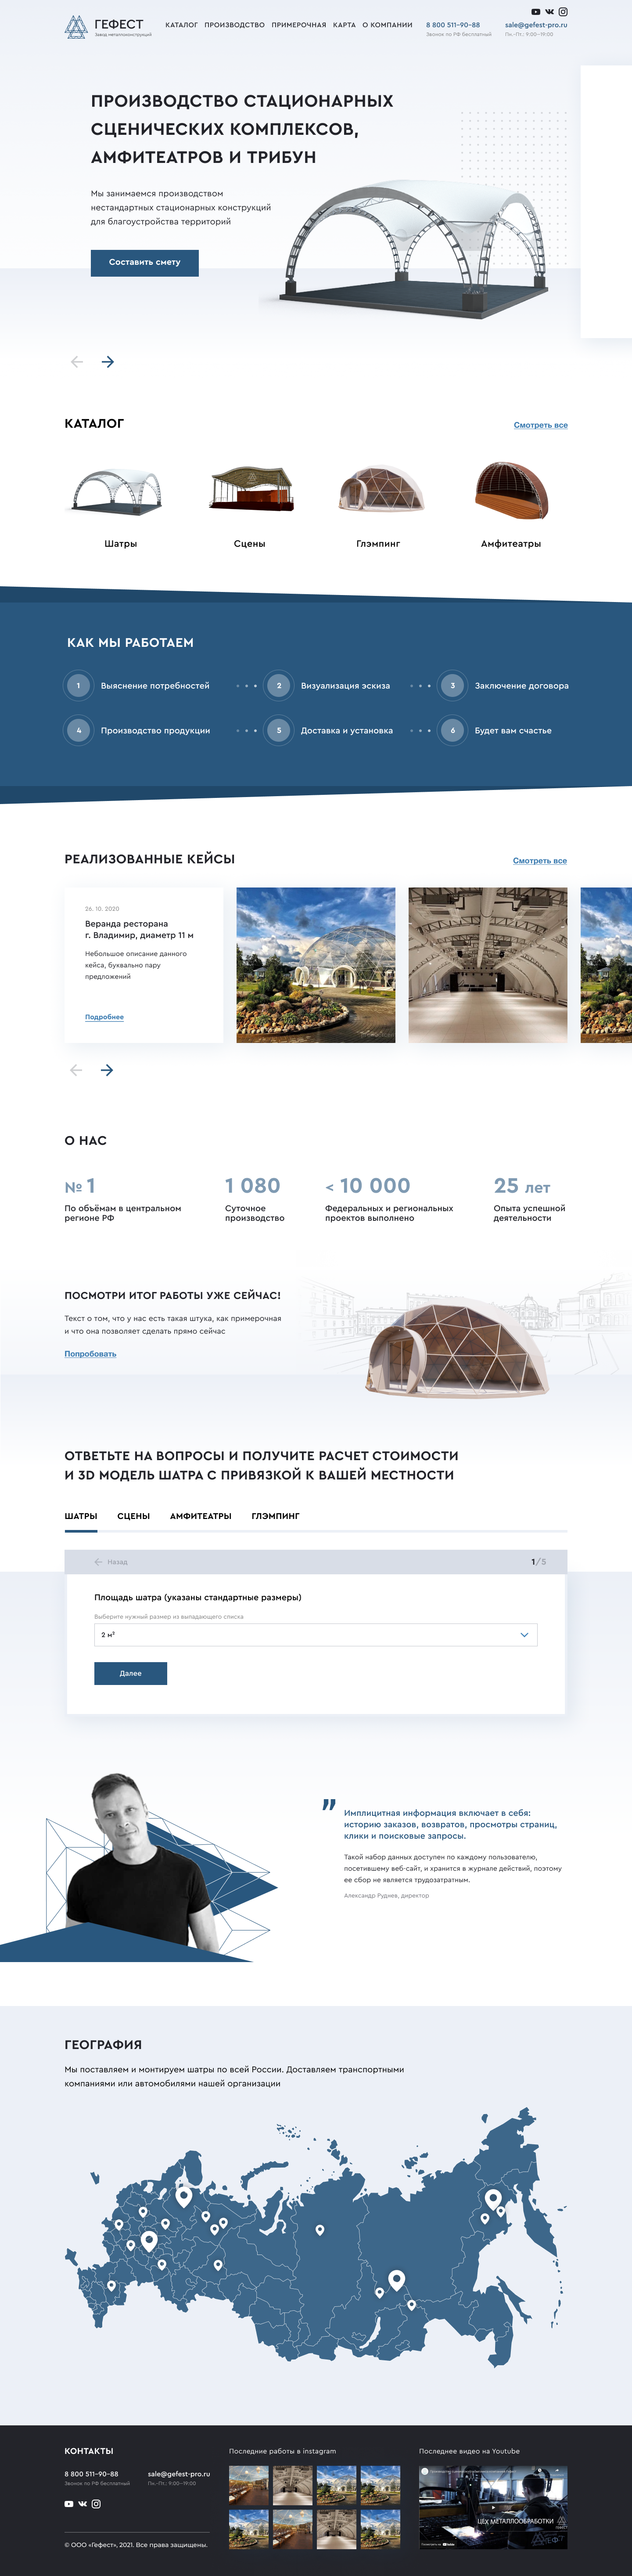 ГЕФЕСТ
Завод металлоконструкций
КАТАЛОГ ПРОИЗВОДСТВО ПРИМЕРОЧНАЯ КАРТА О КОМПАНИИ
8 800 511-90-88
Звонок по РФ бесплатный
sale@gefest-pro.ru
Пн.-Пт.: 9:00-19:00
ПРОИЗВОДСТВО СТАЦИОНАРНЫХ
СЦЕНИЧЕСКИХ КОМПЛЕКСОВ,
АМФИТЕАТРОВ И ТРИБУН
Мы занимаемся производством
нестандартных стационарных конструкций
для благоустройства территорий
Составить смету
КАТАЛОГ
Смотреть все
Шатры
Сцены
Глэмпинг
Амфитеатры
КАК МЫ РАБОТАЕМ
1 Выяснение потребностей
2 Визуализация эскиза
3 Заключение договора
4 Производство продукции
5 Доставка и установка
6 Будет вам счастье
РЕАЛИЗОВАННЫЕ КЕЙСЫ
Смотреть все
26. 10. 2020
Веранда ресторана
г. Владимир, диаметр 11 м
Небольшое описание данного
кейса, буквально пару
предложений
Подробнее
О НАС
№ 1
По объёмам в центральном
регионе РФ
1 080
Суточное
производство
< 10 000
Федеральных и региональных
проектов выполнено
25 лет
Опыта успешной
деятельности
ПОСМОТРИ ИТОГ РАБОТЫ УЖЕ СЕЙЧАС!
Текст о том, что у нас есть такая штука, как примерочная
и что она позволяет сделать прямо сейчас
Попробовать
ОТВЕТЬТЕ НА ВОПРОСЫ И ПОЛУЧИТЕ РАСЧЕТ СТОИМОСТИ
И 3D МОДЕЛЬ ШАТРА С ПРИВЯЗКОЙ К ВАШЕЙ МЕСТНОСТИ
ШАТРЫ СЦЕНЫ АМФИТЕАТРЫ ГЛЭМПИНГ
Назад
1/5
Площадь шатра (указаны стандартные размеры)
Выберите нужный размер из выпадающего списка
2 м²
Далее
"
Имплицитная информация включает в себя:
историю заказов, возвратов, просмотры страниц,
клики и поисковые запросы.
Такой набор данных доступен по каждому пользователю,
посетившему веб-сайт, и хранится в журнале действий, поэтому
ее сбор не является трудозатратным.
Александр Руднев, директор
ГЕОГРАФИЯ
Мы поставляем и монтируем шатры по всей России. Доставляем транспортными
компаниями или автомобилями нашей организации
КОНТАКТЫ
8 800 511-90-88
Звонок по РФ бесплатный
sale@gefest-pro.ru
Пн.-Пт.: 9:00-19:00
© ООО «Гефест», 2021. Все права защищены.
Последние работы в instagram
Последнее видео на Youtube
ЦЕХ МЕТАЛЛООБРАБОТКИ